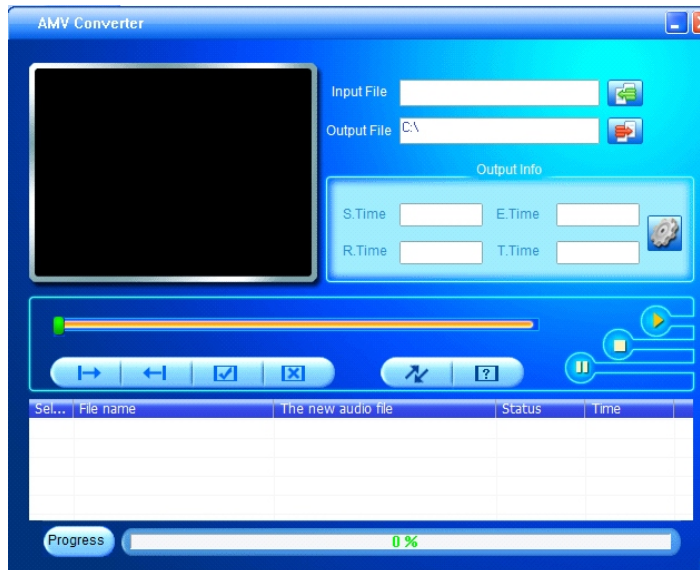 AMV Converter
Input File
Output File C:\
Output Info
S.Time E.Time
R.Time T.Time
Sel... File name The new audio file Status Time
Progress 0 %